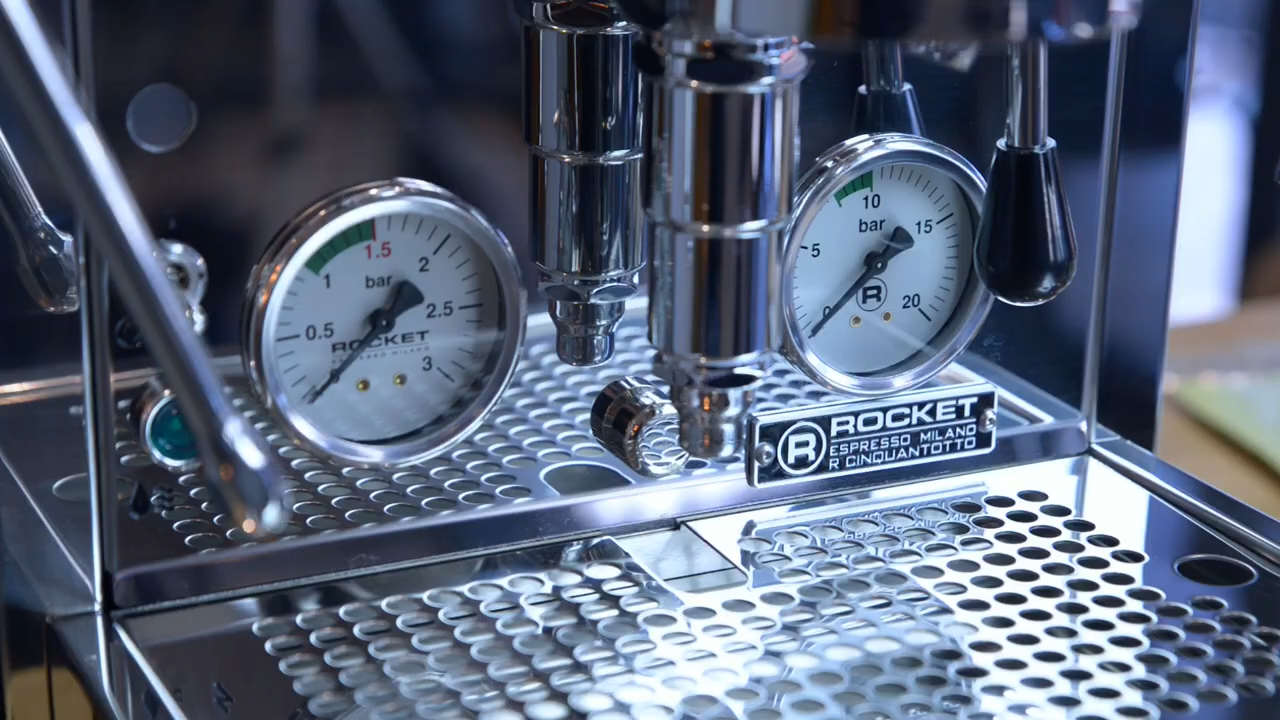 1.5
bar
1
2
0.5
2.5
ROCKET
ESPRESSO MILANO
3
10
bar
5
15
R
0
20
R
ROCKET
ESPRESSO MILANO
R CINQUANTOTTO